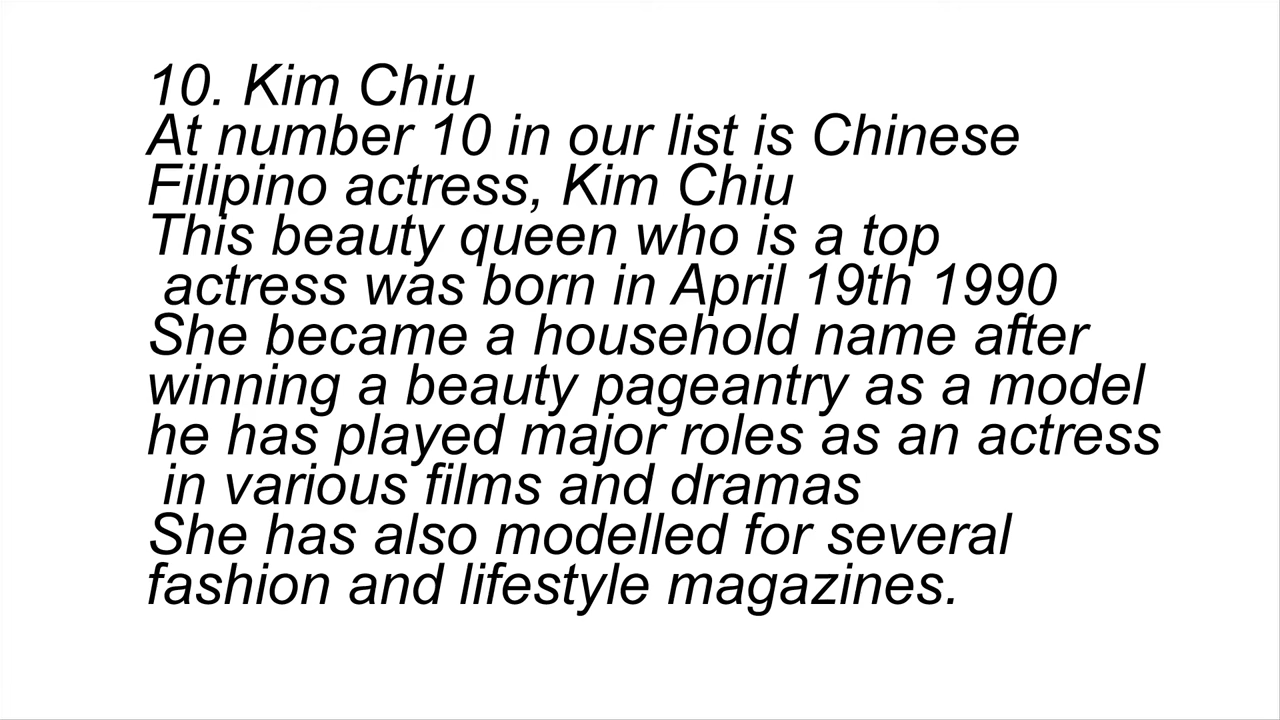 10. Kim Chiu
At number 10 in our list is Chinese
Filipino actress, Kim Chiu
This beauty queen who is a top
actress was born in April 19th 1990
She became a household name after
winning a beauty pageantry as a model
he has played major roles as an actress
in various films and dramas
She has also modelled for several
fashion and lifestyle magazines.